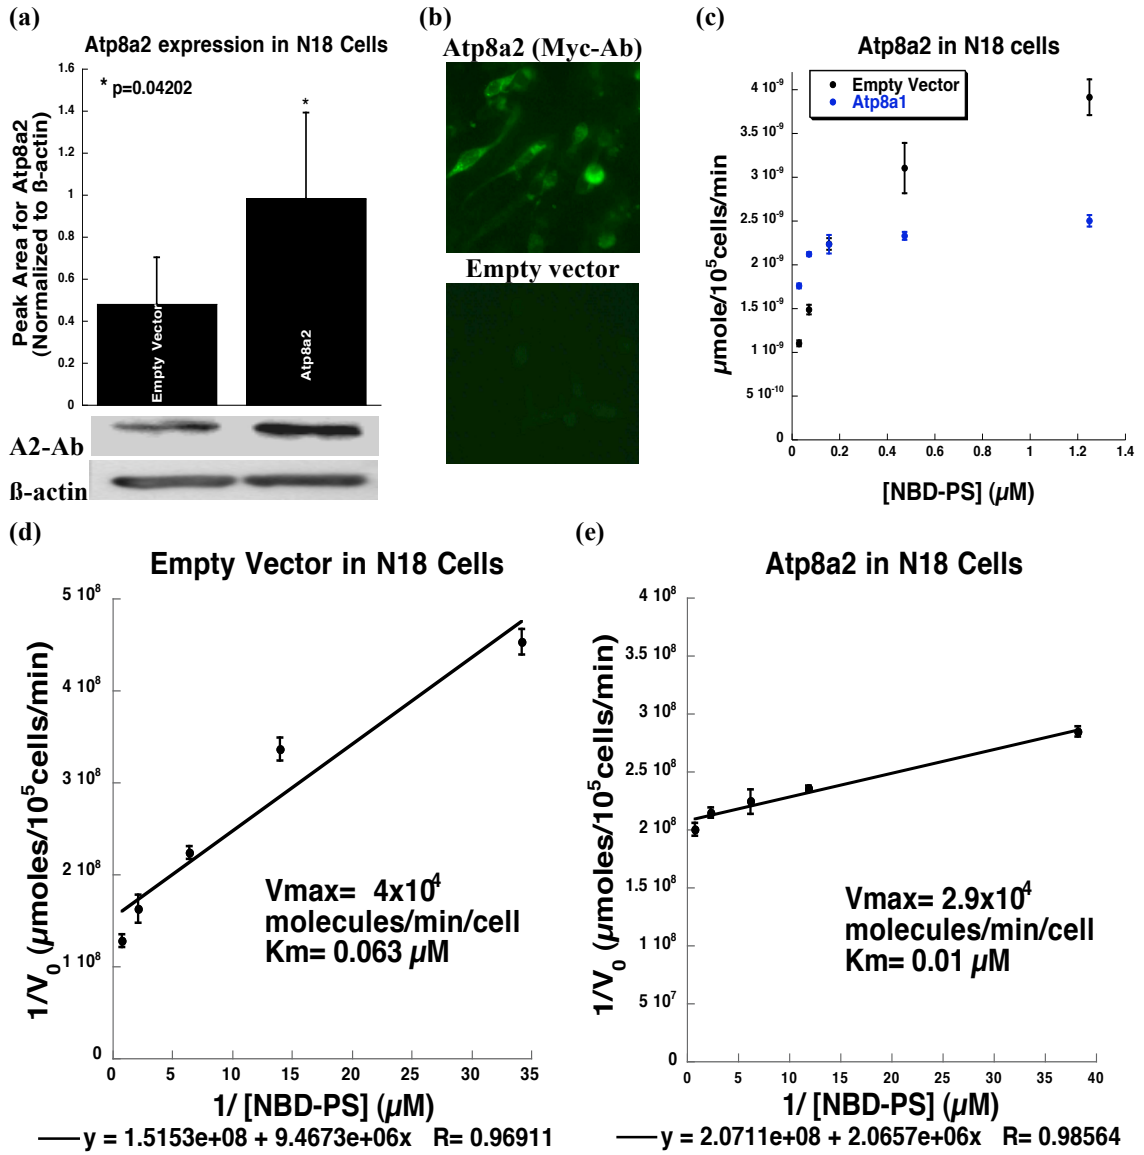 (a)
Atp8a2 expression in N18 Cells
* p=0.04202
*
Peak Area for Atp8a2
(Normalized to ß-actin)
1.6
1.4
1.2
1
0.8
0.6
0.4
0.2
0
Empty Vector
Atp8a2
A2-Ab
ß-actin
(b)
Atp8a2 (Myc-Ab)
Empty vector
(c)
Atp8a2 in N18 cells
Empty Vector
Atp8a1
µmole/10^5cells/min
4 10^-9
3.5 10^-9
3 10^-9
2.5 10^-9
2 10^-9
1.5 10^-9
1 10^-9
5 10^-10
0
0 0.2 0.4 0.6 0.8 1 1.2 1.4
[NBD-PS] (µM)
(d)
Empty Vector in N18 Cells
1/V_0 (µmoles/10^5cells/min)
5 10^8
4 10^8
3 10^8
2 10^8
1 10^8
0
Vmax= 4x10^4
molecules/min/cell
Km= 0.063 µM
0 5 10 15 20 25 30 35
1/ [NBD-PS] (µM)
y = 1.5153e+08 + 9.4673e+06x R= 0.96911
(e)
Atp8a2 in N18 Cells
1/V_0 (µmoles/10^5cells/min)
4 10^8
3.5 10^8
3 10^8
2.5 10^8
2 10^8
1.5 10^8
1 10^8
5 10^7
0
Vmax= 2.9x10^4
molecules/min/cell
Km= 0.01 µM
0 5 10 15 20 25 30 35 40
1/ [NBD-PS] (µM)
y = 2.0711e+08 + 2.0657e+06x R= 0.98564